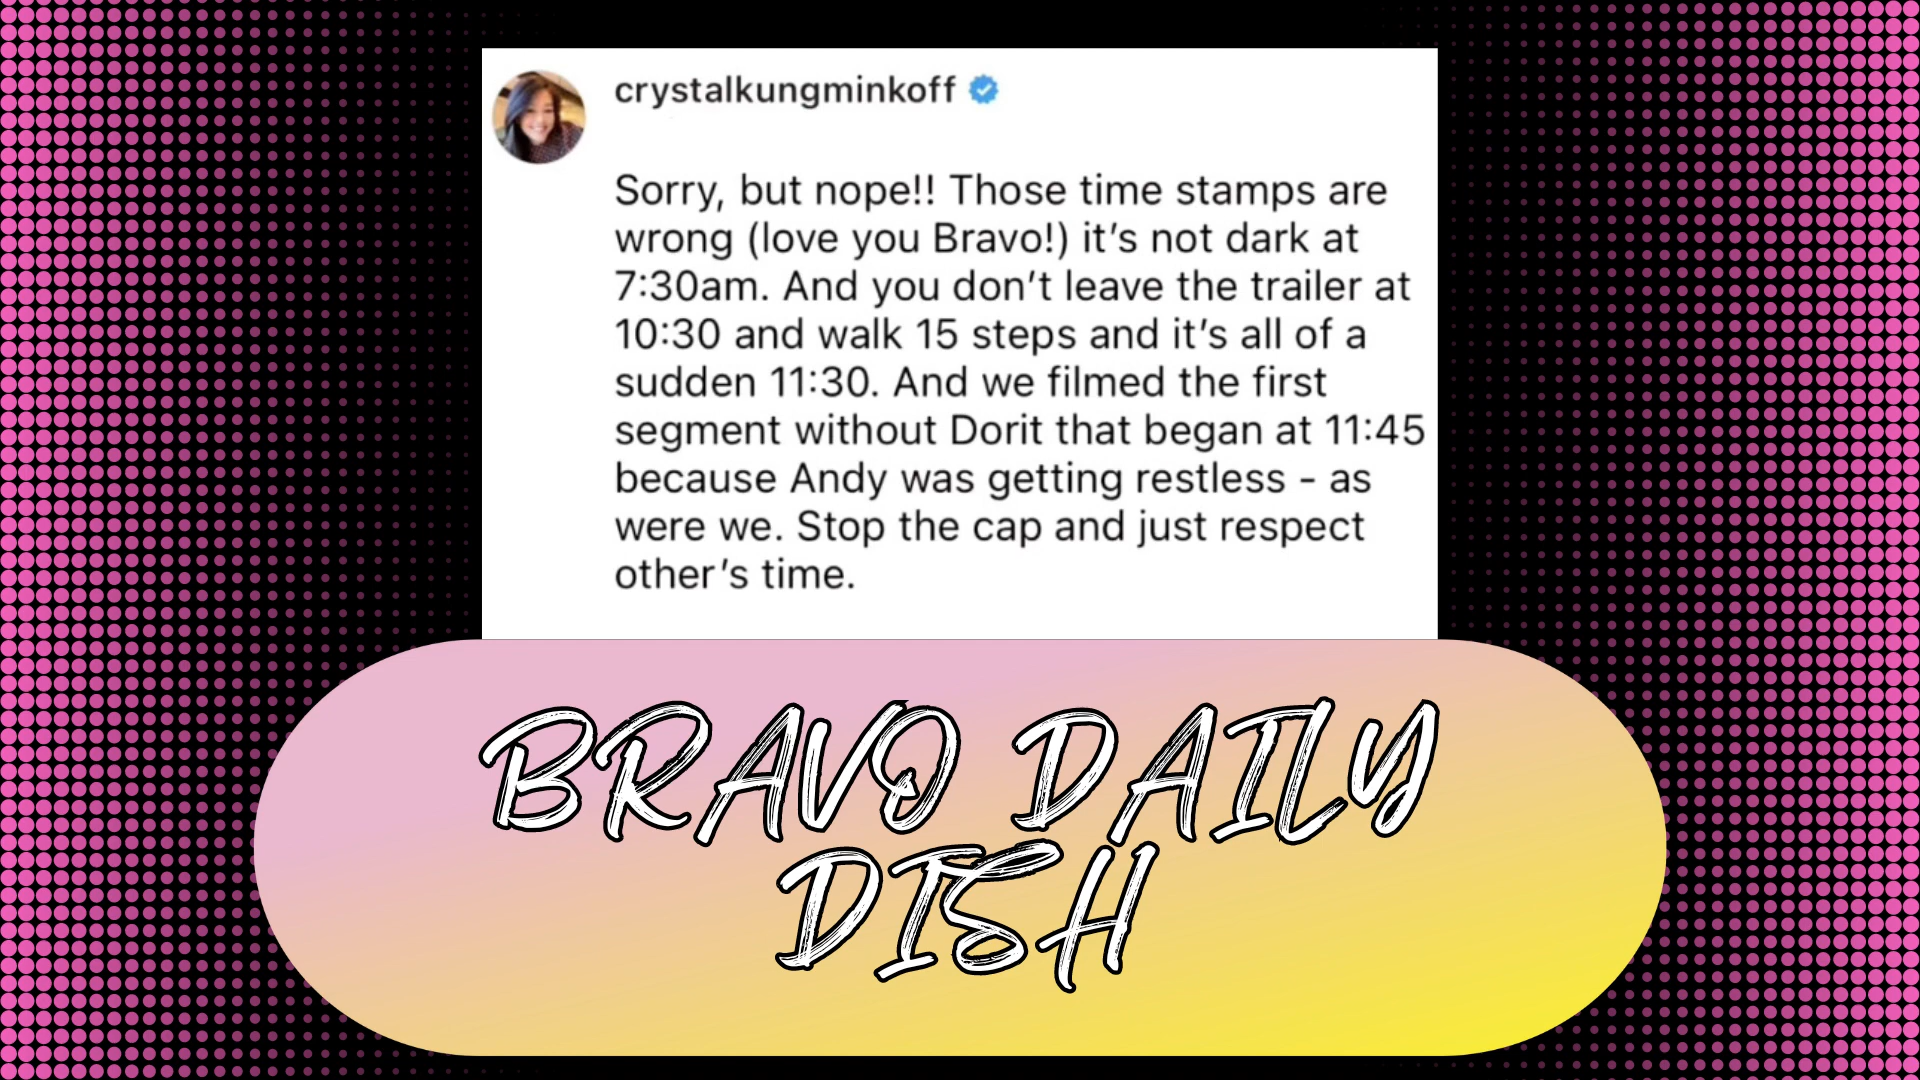 crystalkungminkoff
Sorry, but nope!! Those time stamps are
wrong (love you Bravo!) it’s not dark at
7:30am. And you don’t leave the trailer at
10:30 and walk 15 steps and it’s all of a
sudden 11:30. And we filmed the first
segment without Dorit that began at 11:45
because Andy was getting restless - as
were we. Stop the cap and just respect
other’s time.
BRAVO DAILY
DISH